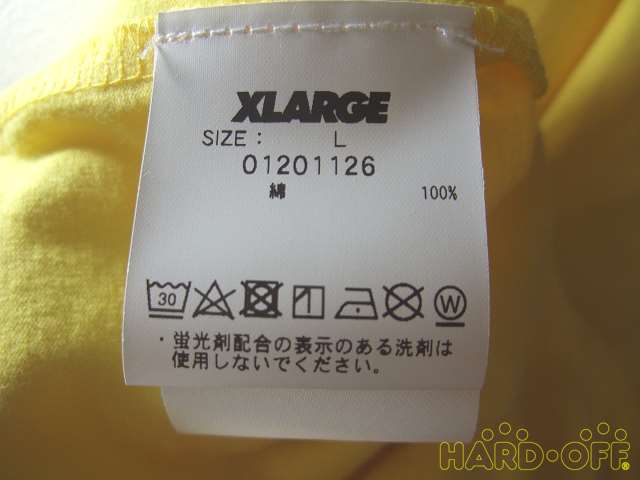 XLARGE
SIZE : L
01201126
綿 100%
30
W
・蛍光剤配合の表示のある洗剤は
使用しないでください。
HARD-OFF®